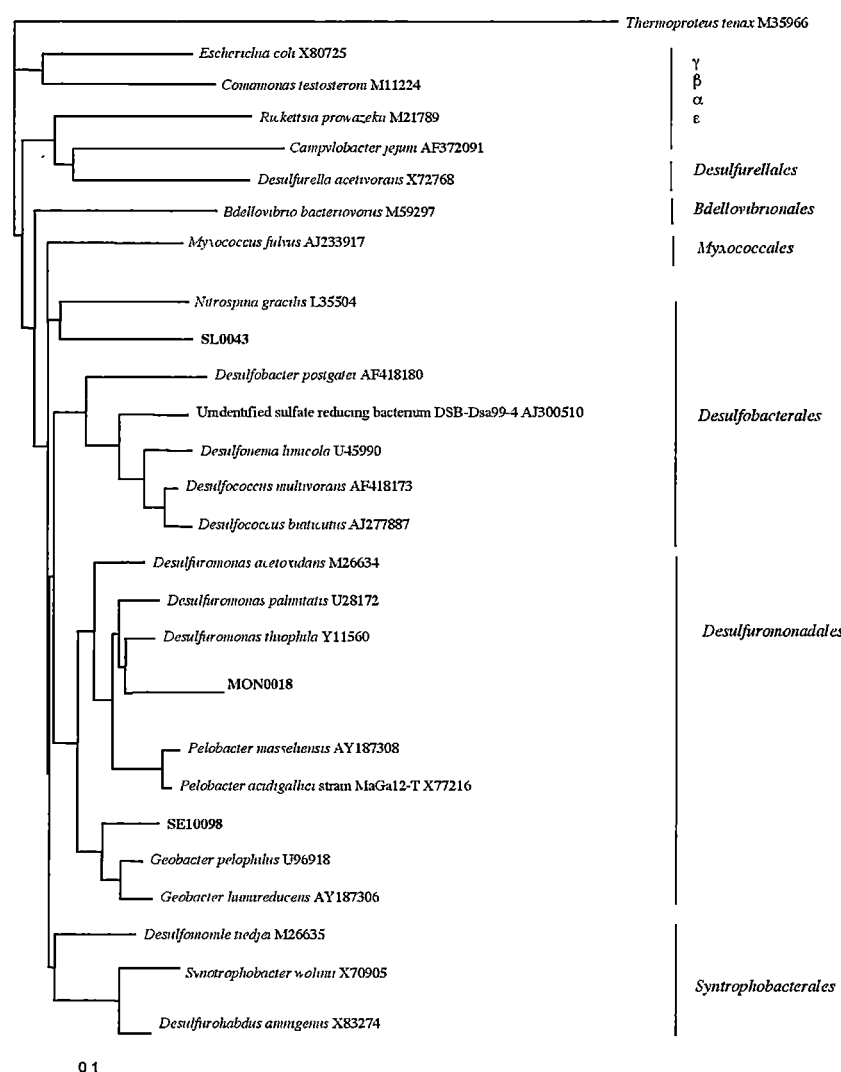 Thermoproteus tenax M35966
Escherichia coli X80725
γ
Comamonas testosteroni M11224
β
α
Rickettsia prowazekii M21789
ε
Campylobacter jejuni AF372091
Desulfurella acetivorans X72768
Desulfurellales
Bdellovibrio bacteriovorus M59297
Bdellovibrionales
Myxococcus fulvus AJ233917
Myxococcales
Nitrospina gracilis L35504
SL0043
Desulfobacter postgatei AF418180
Unidentified sulfate reducing bacterium DSB-Dsa99-4 AJ300510
Desulfobacterales
Desulfonema limicola U45990
Desulfococcus multivorans AF418173
Desulfococcus biacutus AJ277887
Desulfuromonas acetoxidans M26634
Desulfuromonas palmitatis U28172
Desulfuromonas thiophila Y11560
Desulfuromonadales
MON0018
Pelobacter massiliensis AY187308
Pelobacter acidigallici strain MaGa12-T X77216
SE10098
Geobacter pelophilus U96918
Geobacter humireducens AY187306
Desulfomonile tiedjei M26635
Syntrophobacter wolinii X70905
Syntrophobacterales
Desulforhabdus amnigenus X83274
0 1